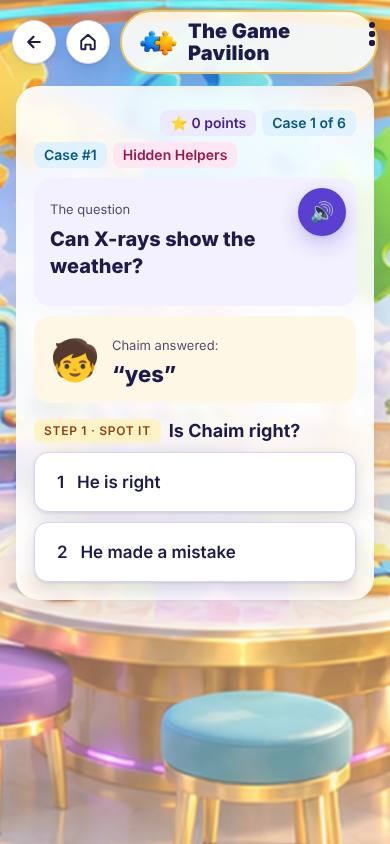 The Game
Pavilion
⭐ 0 points
Case 1 of 6
Case #1
Hidden Helpers
The question
Can X-rays show the
weather?
Chaim answered:
“yes”
STEP 1 · SPOT IT
Is Chaim right?
1 He is right
2 He made a mistake